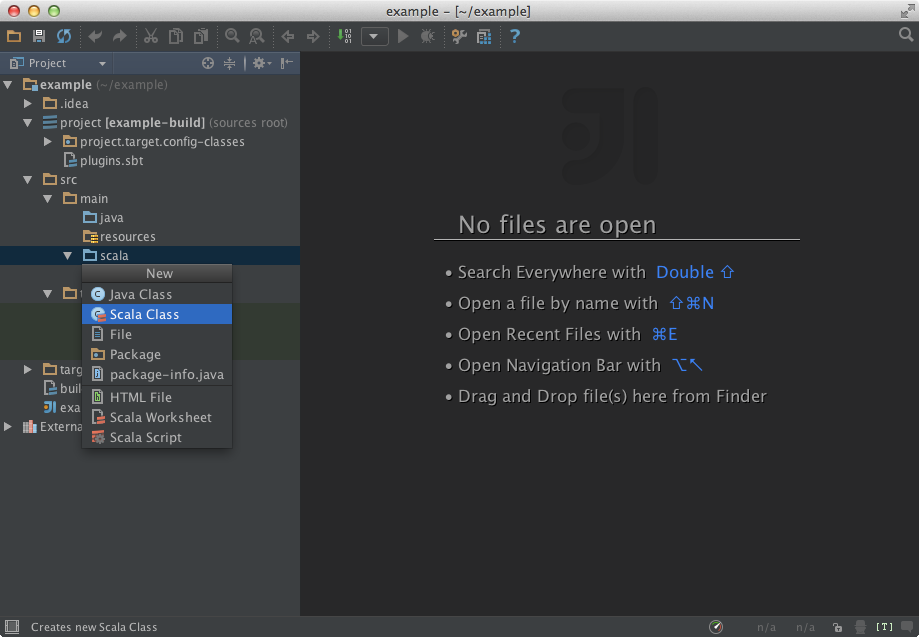 example – [~/example]
Project
example (~/example)
.idea
project [example-build] (sources root)
project.target.config-classes
plugins.sbt
src
main
java
resources
scala
New
Java Class
Scala Class
File
Package
package-info.java
HTML File
Scala Worksheet
Scala Script
t
targ
buil
exa
Externa
No files are open
• Search Everywhere with Double ⇧
• Open a file by name with ⇧⌘N
• Open Recent Files with ⌘E
• Open Navigation Bar with ⌥↖
• Drag and Drop file(s) here from Finder
Creates new Scala Class
n/a n/a [T]